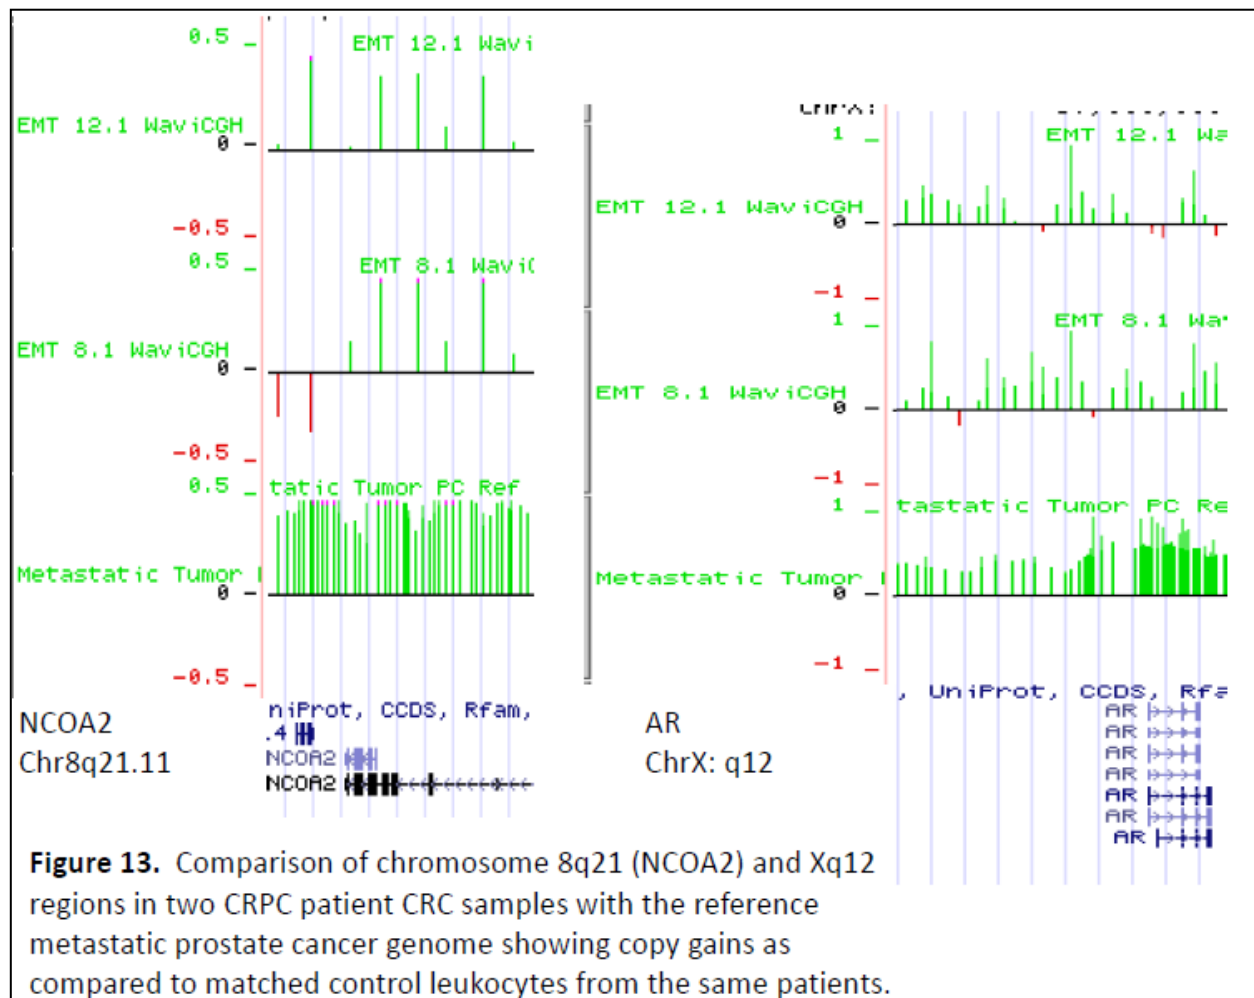 0.5
EMT 12.1 Wavi
EMT 12.1 WaviCGH
0
-0.5
0.5
EMT 8.1 Wavi
EMT 8.1 WaviCGH
0
-0.5
0.5
tatic Tumor PC Ref
Metastatic Tumor
0
-0.5
niProt, CCDS, Rfam,
.4
NCOA2
NCOA2
NCOA2
Chr8q21.11
1
EMT 12.1 Wa
EMT 12.1 WaviCGH
0
-1
1
EMT 8.1 Wa
EMT 8.1 WaviCGH
0
-1
1
tastatic Tumor PC Re
Metastatic Tumor
0
-1
, UniProt, CCDS, Rfa
AR
AR
AR
AR
AR
AR
AR
AR
ChrX: q12
Figure 13. Comparison of chromosome 8q21 (NCOA2) and Xq12
regions in two CRPC patient CRC samples with the reference
metastatic prostate cancer genome showing copy gains as
compared to matched control leukocytes from the same patients.